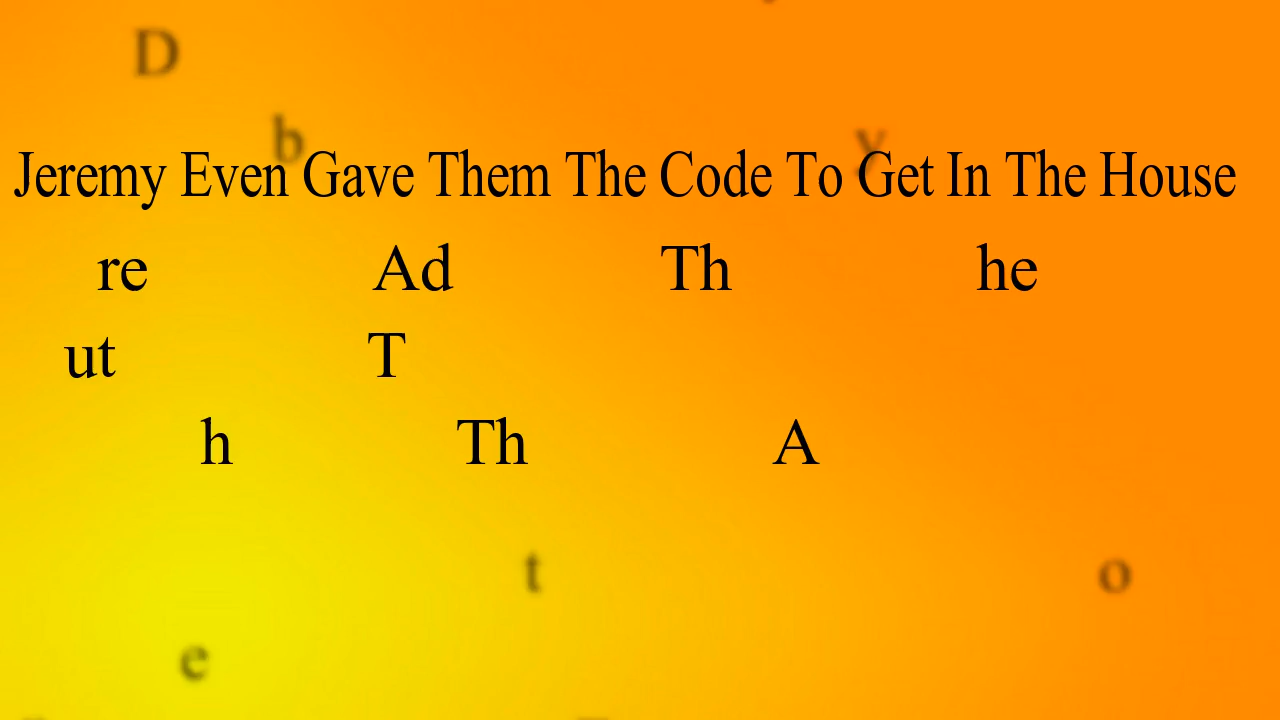 D
b
y
Jeremy Even Gave Them The Code To Get In The House
re Ad Th he
ut T
h Th A
t o
e